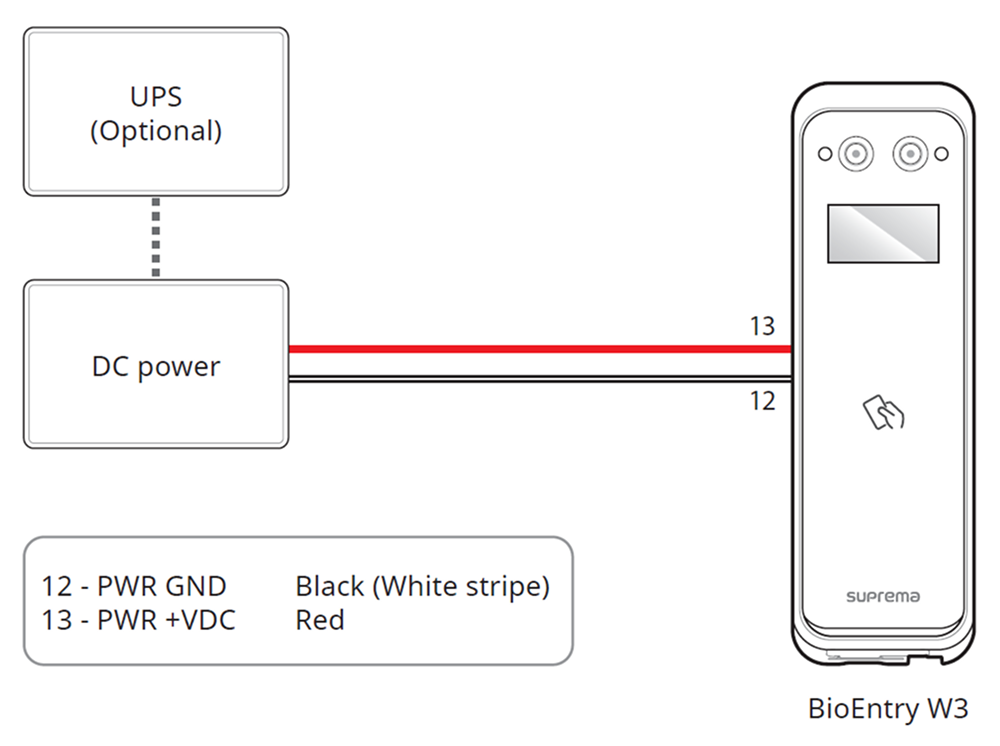 UPS
(Optional)
DC power
13
12
12 - PWR GND Black (White stripe)
13 - PWR +VDC Red
suprema
BioEntry W3